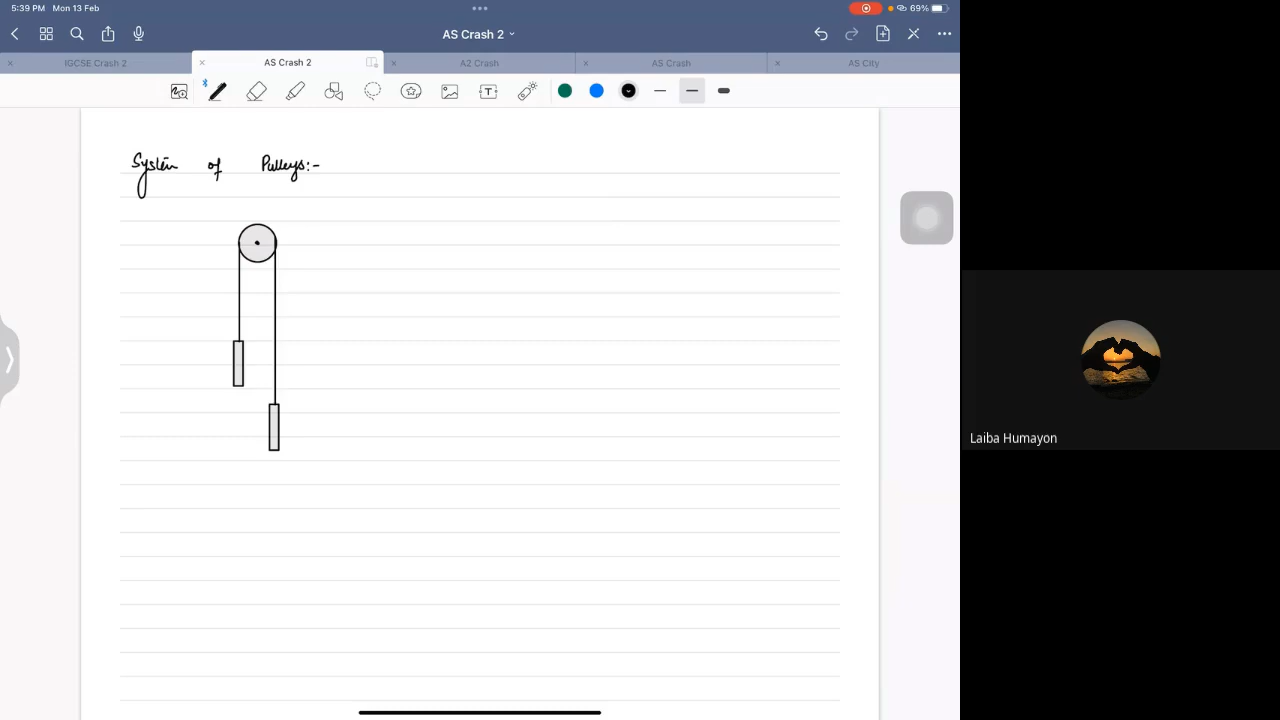 5:39 PM Mon 13 Feb
69%
AS Crash 2
IGCSE Crash 2
AS Crash 2
A2 Crash
AS Crash
AS City
T
System of Pulleys:-
Laiba Humayon